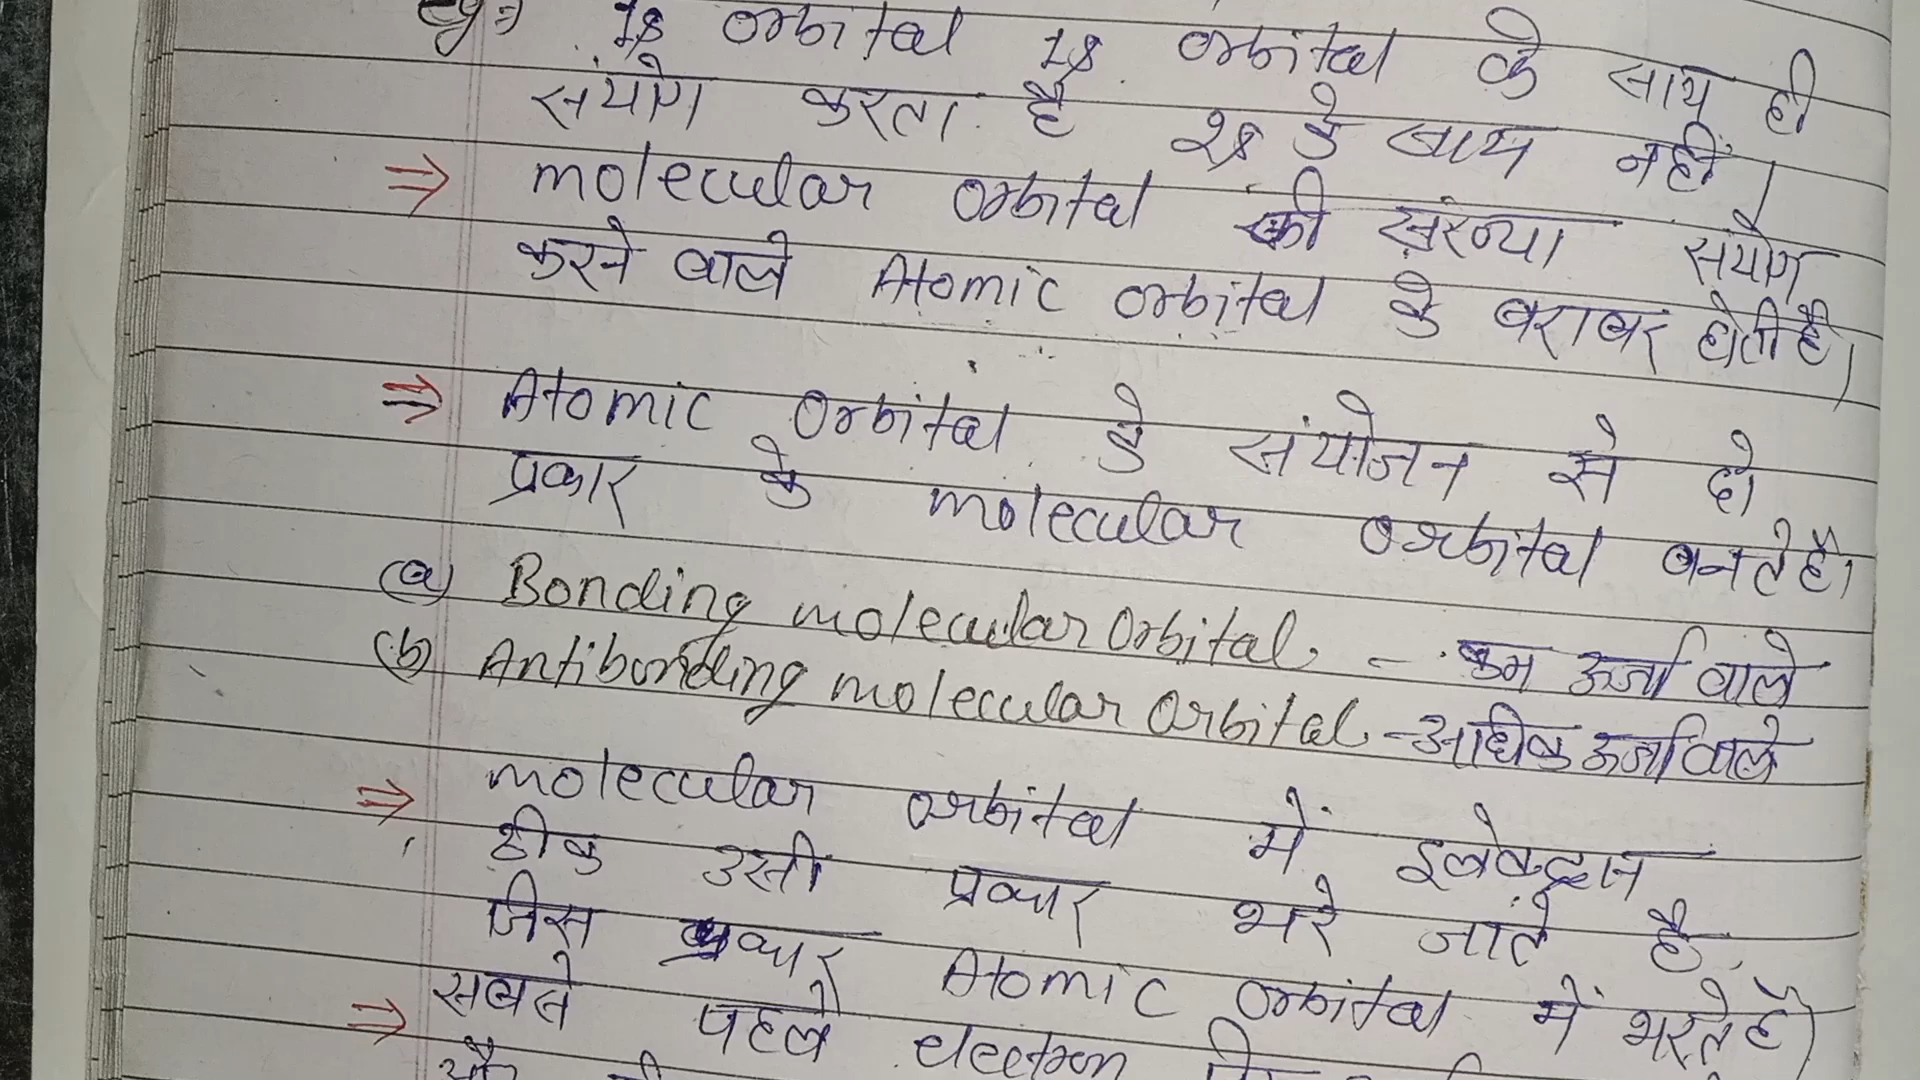 eg:- 1s orbital 1s orbital के साथ ही
संयोग करता है 2s के साथ नहीं।
⇒ molecular orbital की संख्या संयोग
करने वाले Atomic orbital के बराबर होती है।
⇒ Atomic orbital के संयोजन से दो
प्रकार के molecular orbital बनते है।
(a) Bonding molecular orbital - कम ऊर्जा वाले
(b) Antibonding molecular orbital - अधिक ऊर्जा वाले
⇒ molecular orbital में इलेक्ट्रान
ठीक उसी प्रकार भरे जाते है,
जिस प्रकार Atomic orbital में भरते है।
⇒ सबसे पहले electron